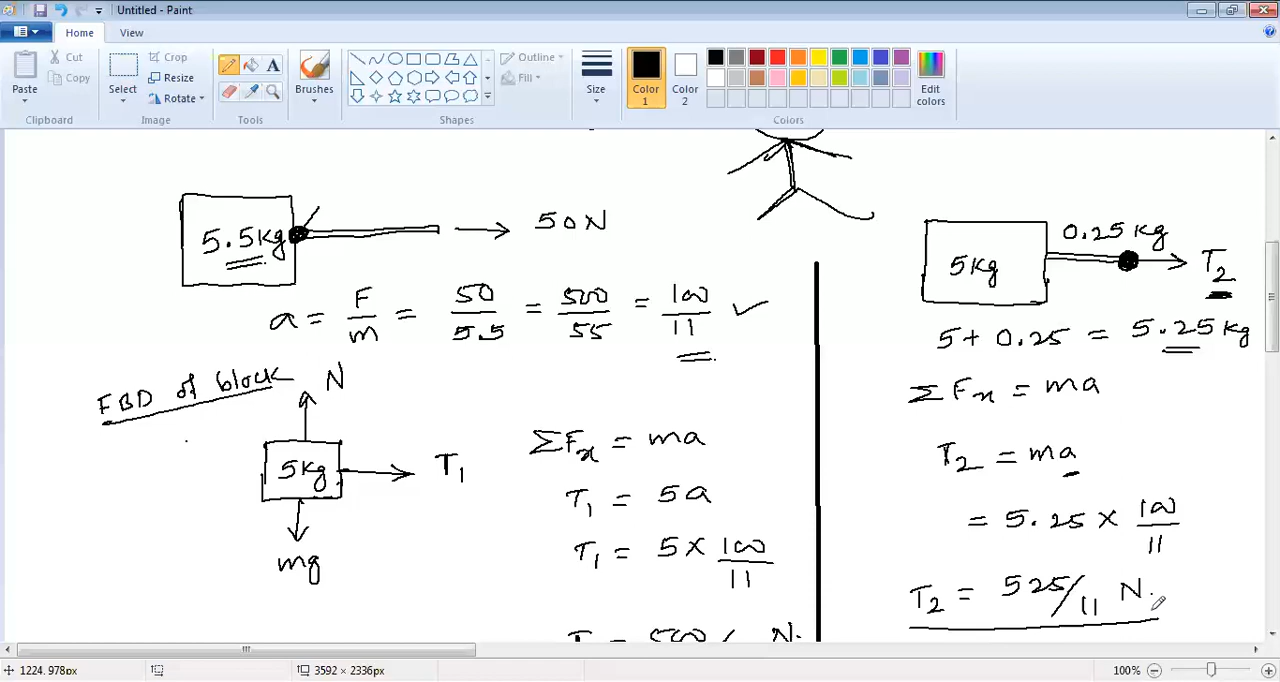 Untitled - Paint
Home View
Paste
Cut
Copy
Clipboard
Select
Crop
Resize
Rotate
Image
Tools
Brushes
Outline
Fill
Shapes
Size
Color 1
Color 2
Edit colors
Colors
5.5kg
50N
a = F/m = 50/5.5 = 500/55 = 100/11 ✓
FBD of block
N
5kg
T1
mg
ΣFx = ma
T1 = 5a
T1 = 5 × 100/11
5kg
0.25 kg
T2
5 + 0.25 = 5.25 kg
ΣFx = ma
T2 = ma
= 5.25 × 100/11
T2 = 525/11 N.
1224, 978px
3592 × 2336px
100%